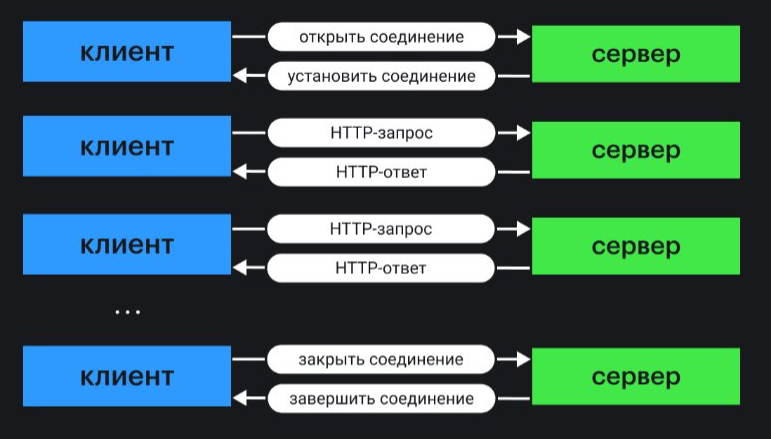 клиент
открыть соединение
сервер
установить соединение
клиент
HTTP-запрос
сервер
HTTP-ответ
клиент
HTTP-запрос
сервер
HTTP-ответ
...
клиент
закрыть соединение
сервер
завершить соединение